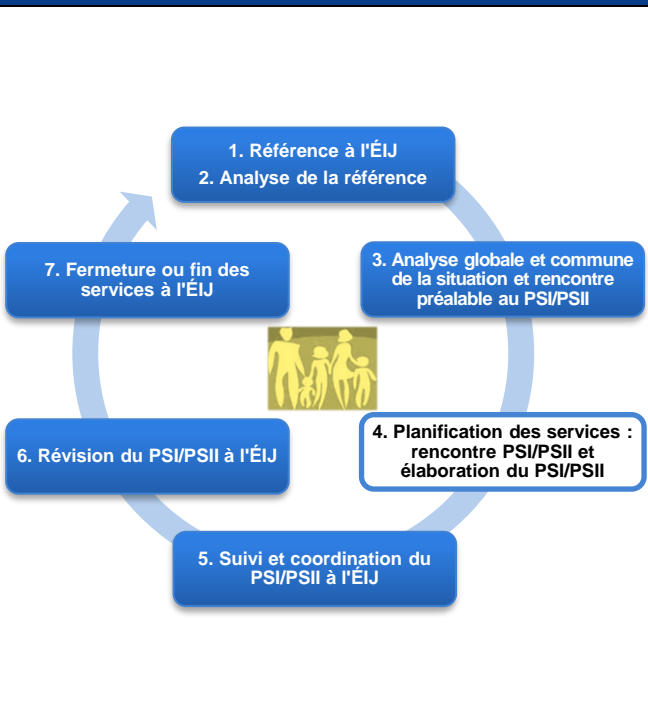 1. Référence à l'ÉIJ
2. Analyse de la référence
3. Analyse globale et commune
de la situation et rencontre
préalable au PSI/PSII
4. Planification des services :
rencontre PSI/PSII et
élaboration du PSI/PSII
5. Suivi et coordination du
PSI/PSII à l'ÉIJ
6. Révision du PSI/PSII à l'ÉIJ
7. Fermeture ou fin des
services à l'ÉIJ